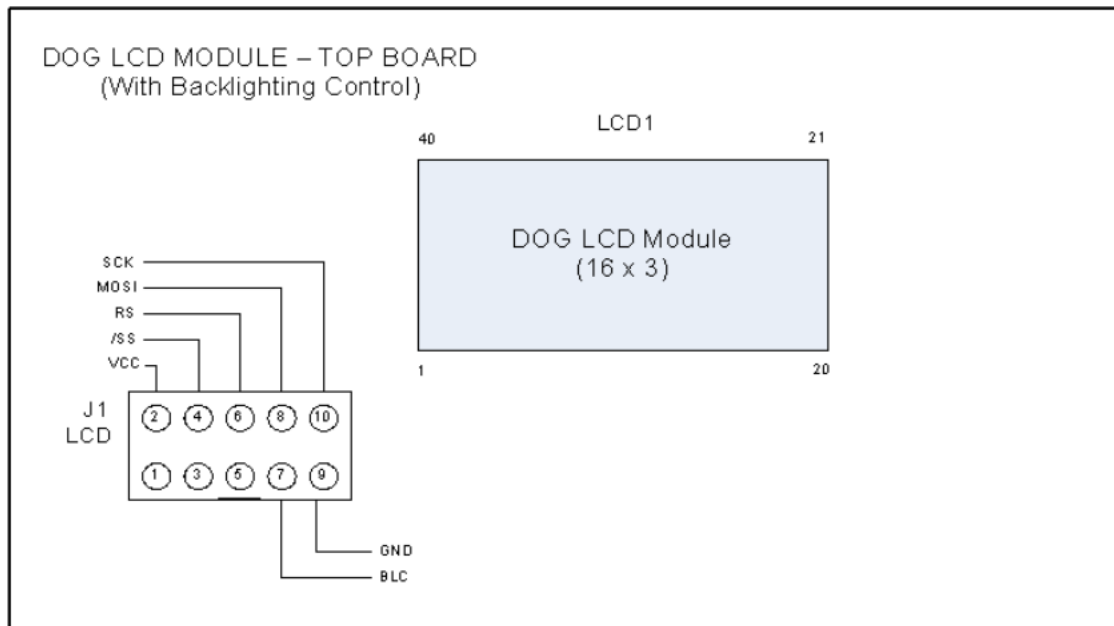 DOG LCD MODULE – TOP BOARD
(With Backlighting Control)
LCD1
40
21
DOG LCD Module
(16 x 3)
1
20
SCK
MOSI
RS
/SS
VCC
J1
LCD
2 4 6 8 10
1 3 5 7 9
GND
BLC